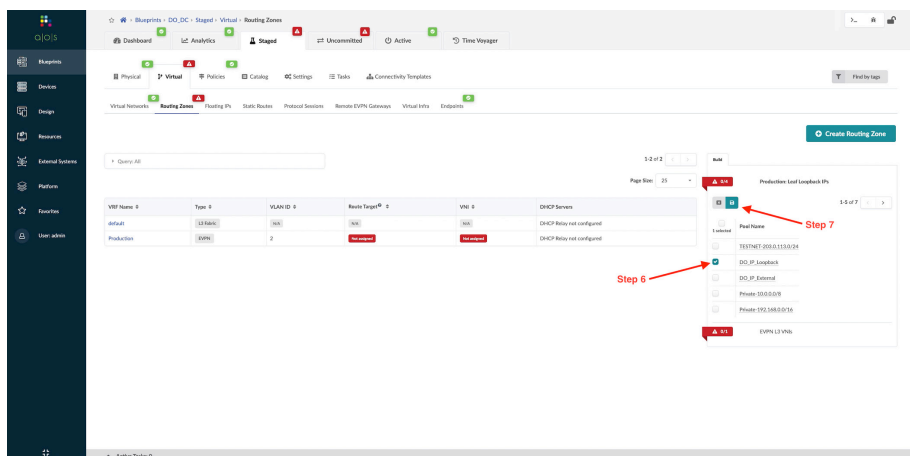 apjs
Blueprints › DO_DC › Staged › Virtual › Routing Zones
Dashboard Analytics Staged Uncommitted Active Time Voyager
Blueprints
Devices
Design
Resources
External Systems
Platform
Favorites
User: admin
Physical Virtual Policies Catalog Settings Tasks Connectivity Templates
Find by tags
Virtual Networks Routing Zones Floating IPs Static Routes Protocol Sessions Remote EVPN Gateways Virtual Infra Endpoints
Create Routing Zone
Query: All
1-2 of 2
Page Size: 25
VRF Name Type VLAN ID Route Target VNI DHCP Servers
default L3 Fabric N/A N/A N/A DHCP Relay not configured
Production EVPN 2 Not assigned Not assigned DHCP Relay not configured
Build
0/4 Production: Leaf Loopback IPs
1-5 of 7
Step 7
1 selected Pool Name
TESTNET-203.0.113.0/24
DO_IP_Loopback
Step 6
DO_IP_External
Private-10.0.0.0/8
Private-192.168.0.0/16
0/1 EVPN L3 VNIs